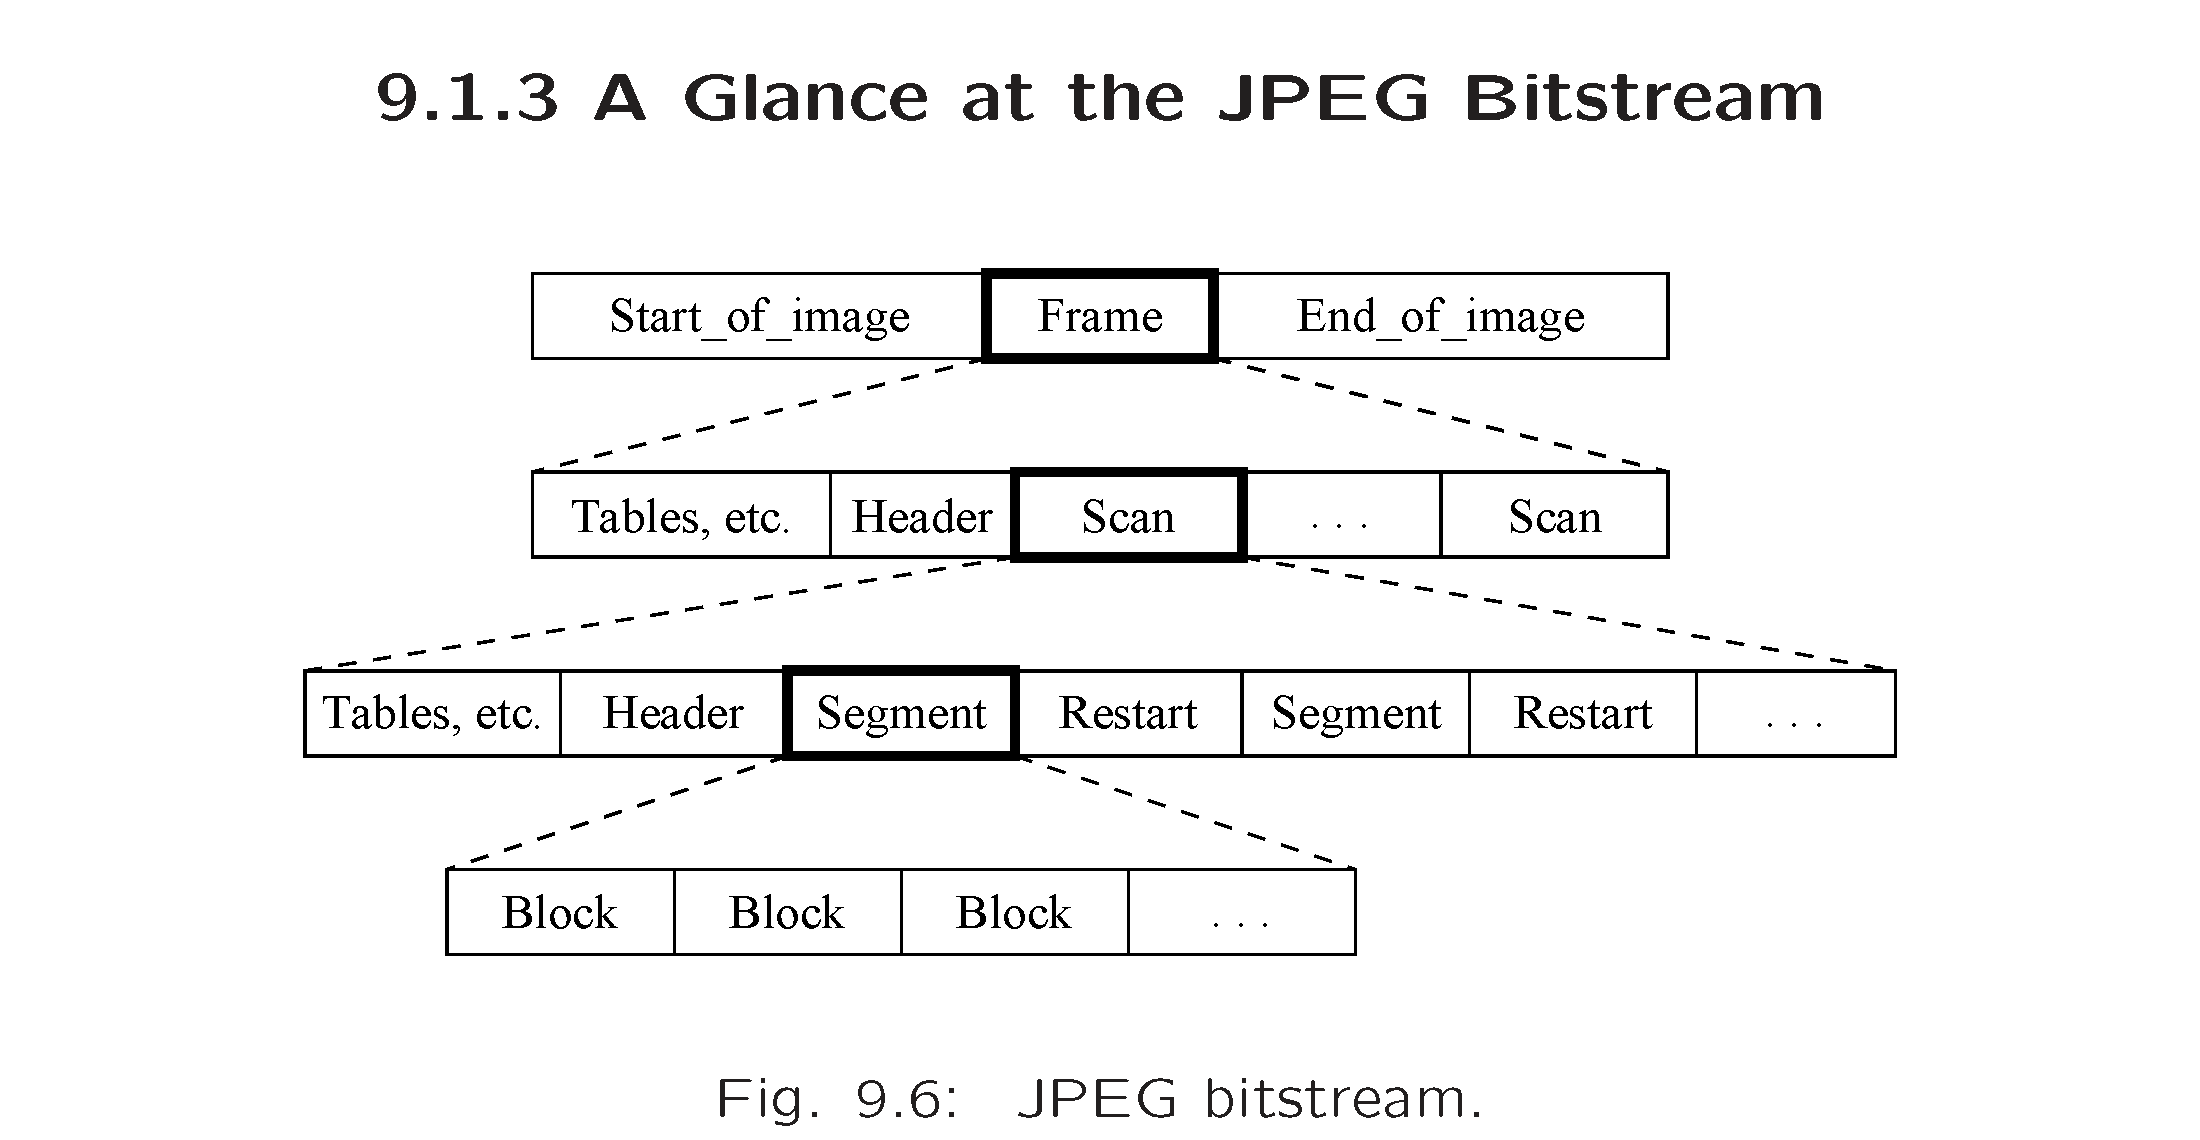 9.1.3 A Glance at the JPEG Bitstream
Start_of_image Frame End_of_image
Tables, etc. Header Scan . . . Scan
Tables, etc. Header Segment Restart Segment Restart . . .
Block Block Block . . .
Fig. 9.6: JPEG bitstream.